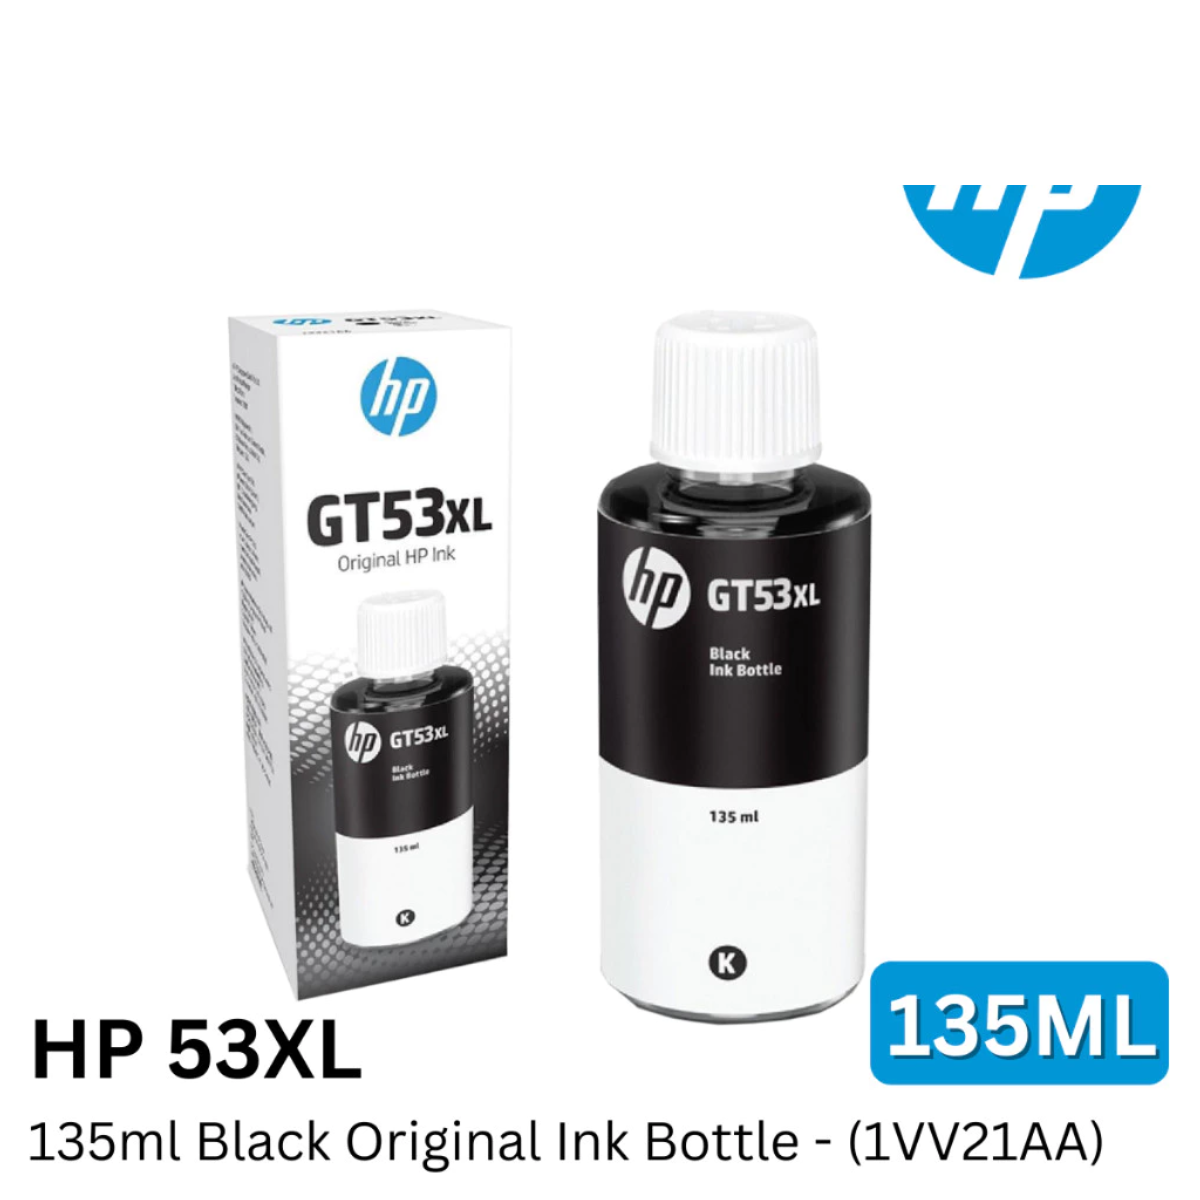 hp
hp
GT53XL
Original HP Ink
hp GT53XL
Black
Ink Bottle
135 ml
K
hp GT53XL
Black
Ink Bottle
135 ml
K
135ML
HP 53XL
135ml Black Original Ink Bottle - (1VV21AA)